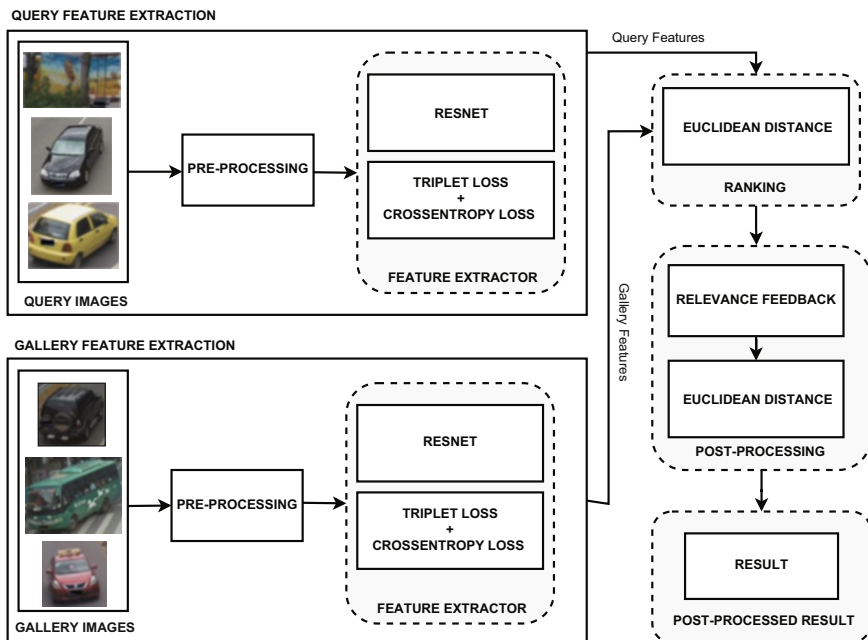 QUERY FEATURE EXTRACTION
QUERY IMAGES
PRE-PROCESSING
RESNET
TRIPLET LOSS
+
CROSSENTROPY LOSS
FEATURE EXTRACTOR
Query Features
EUCLIDEAN DISTANCE
RANKING
Gallery Features
RELEVANCE FEEDBACK
EUCLIDEAN DISTANCE
POST-PROCESSING
RESULT
POST-PROCESSED RESULT
GALLERY FEATURE EXTRACTION
GALLERY IMAGES
PRE-PROCESSING
RESNET
TRIPLET LOSS
+
CROSSENTROPY LOSS
FEATURE EXTRACTOR